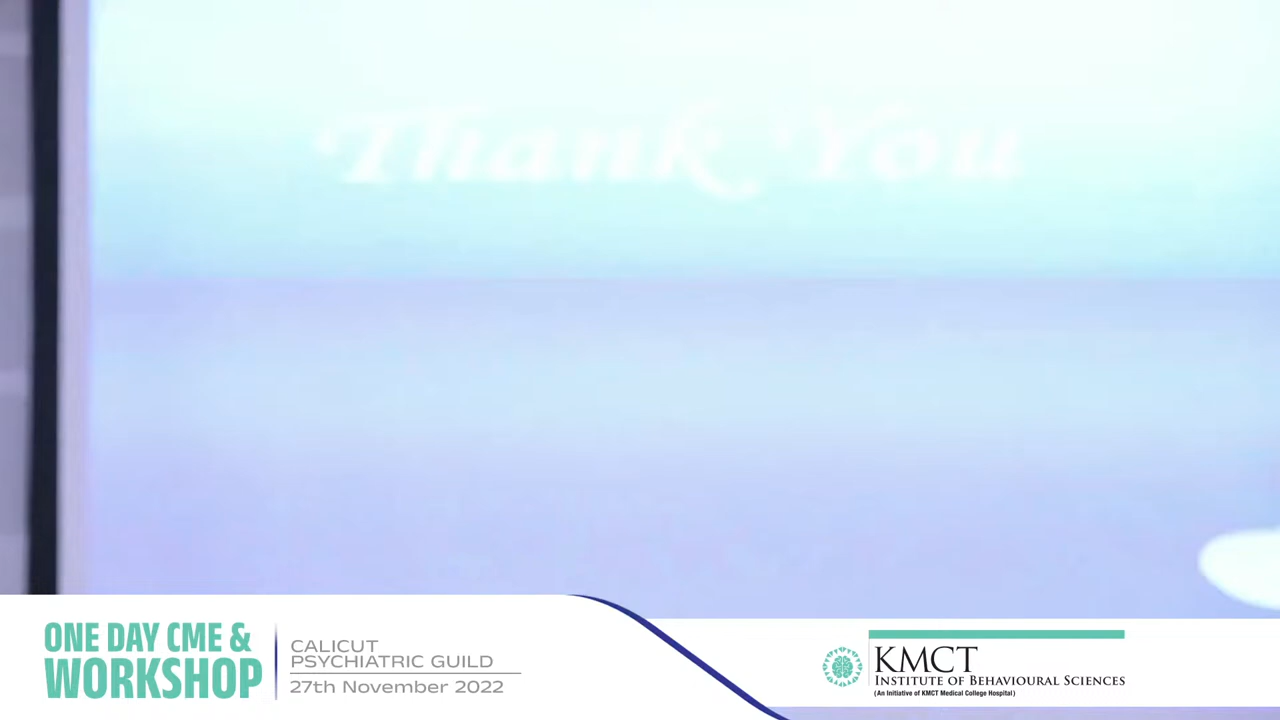 Thank You
ONE DAY CME &
WORKSHOP
CALICUT
PSYCHIATRIC GUILD
27th November 2022
KMCT
INSTITUTE OF BEHAVIOURAL SCIENCES
(An Initiative of KMCT Medical College Hospital)